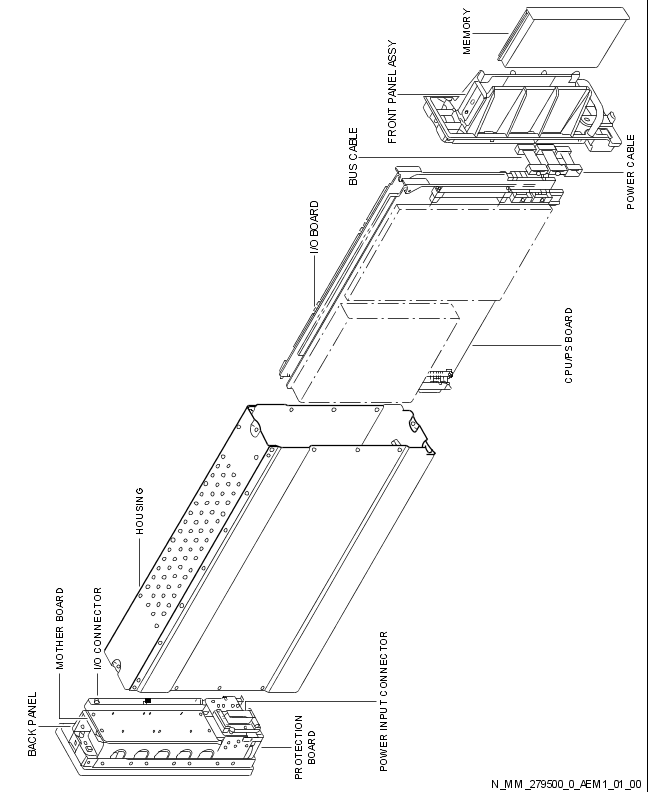 MEMORY
FRONT PANEL ASSY
BUS CABLE
POWER CABLE
I/O BOARD
CPU/PS BOARD
HOUSING
I/O CONNECTOR
MOTHER BOARD
BACK PANEL
POWER INPUT CONNECTOR
PROTECTION
BOARD
N_MM_279500_0_AEM1_01_00